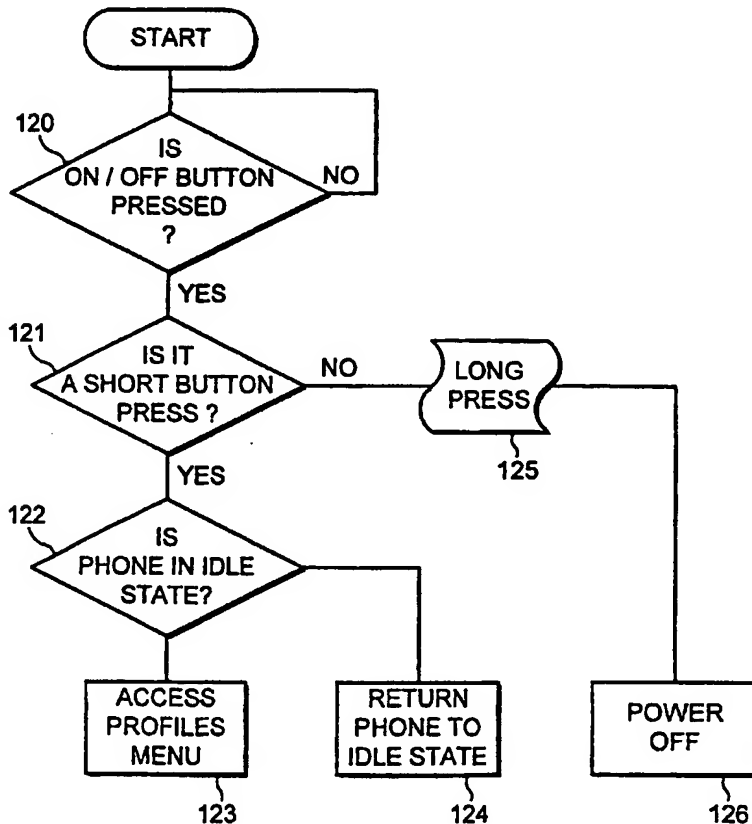 START
120
IS
ON / OFF BUTTON
PRESSED
?
NO
YES
121
IS IT
A SHORT BUTTON
PRESS ?
NO
LONG
PRESS
125
YES
122
IS
PHONE IN IDLE
STATE?
ACCESS
PROFILES
MENU
123
RETURN
PHONE TO
IDLE STATE
124
POWER
OFF
126